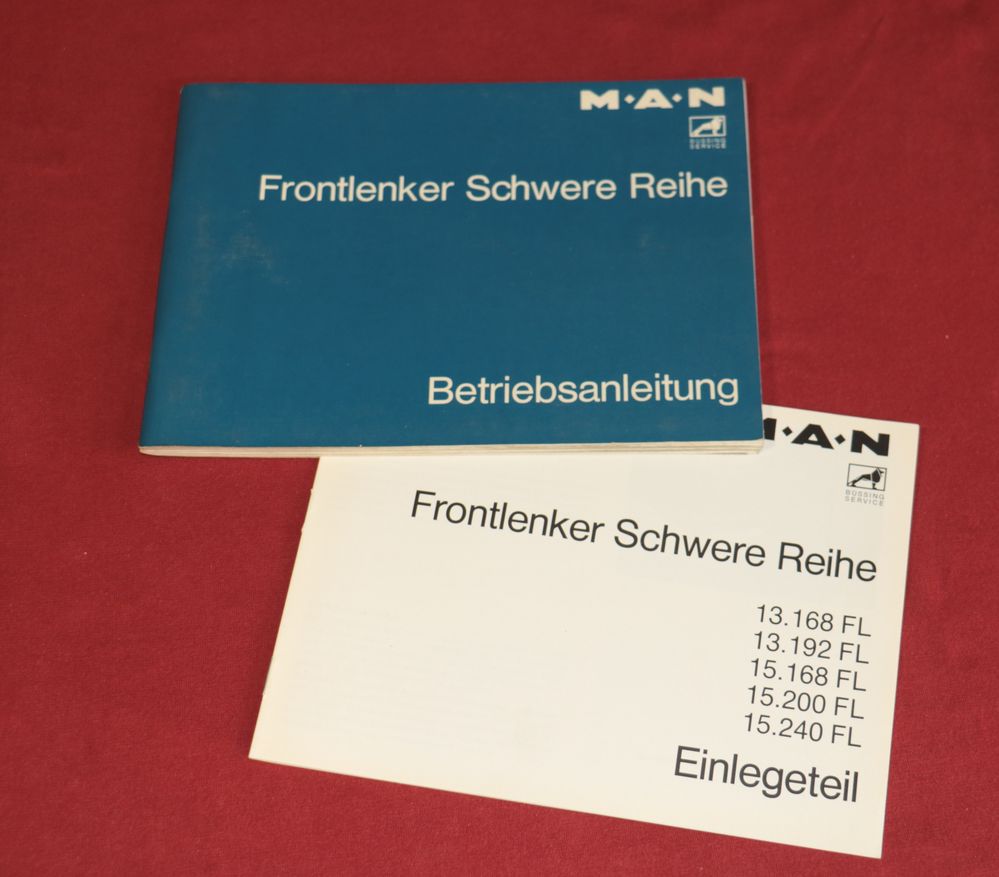 M·A·N
BÜSSING
SERVICE
Frontlenker Schwere Reihe
Betriebsanleitung
M·A·N
BÜSSING
SERVICE
Frontlenker Schwere Reihe
13.168 FL
13.192 FL
15.168 FL
15.200 FL
15.240 FL
Einlegeteil